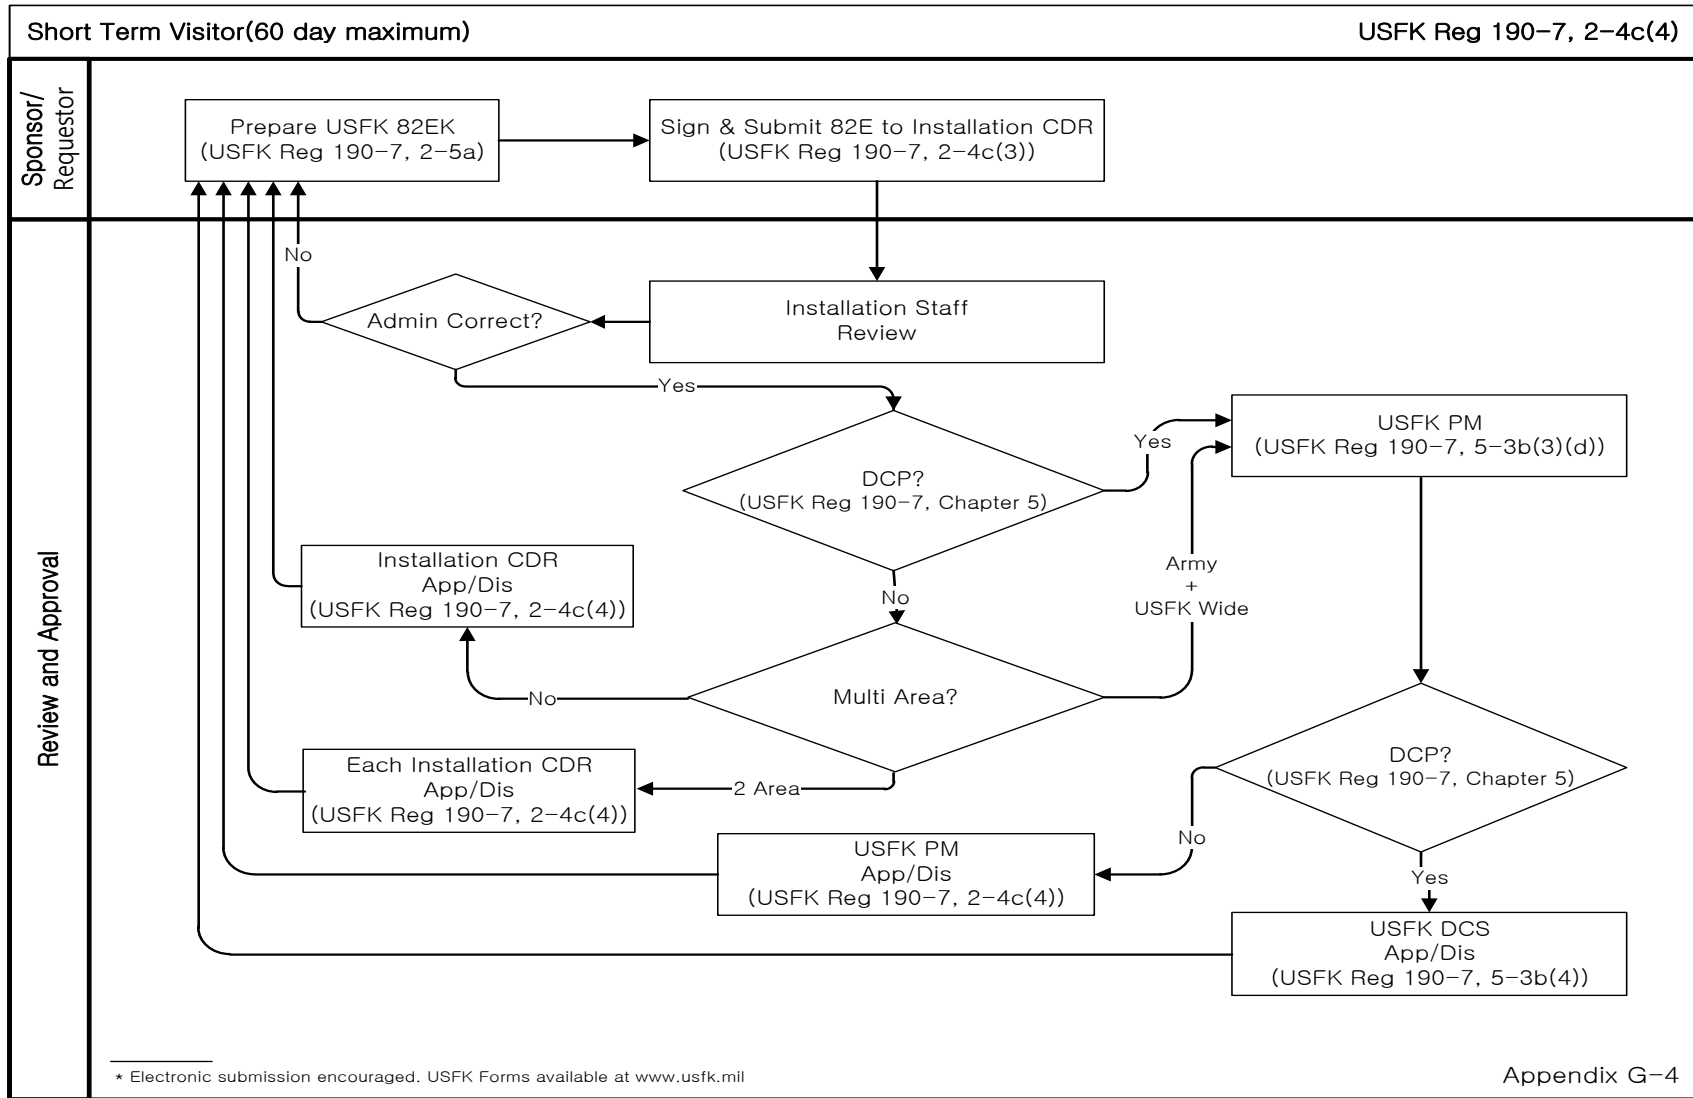 Short Term Visitor(60 day maximum)
USFK Reg 190-7, 2-4c(4)
Sponsor/
Requestor
Prepare USFK 82EK
(USFK Reg 190-7, 2-5a)
Sign & Submit 82E to Installation CDR
(USFK Reg 190-7, 2-4c(3))
Review and Approval
No
Admin Correct?
Installation Staff
Review
Yes
DCP?
(USFK Reg 190-7, Chapter 5)
Yes
USFK PM
(USFK Reg 190-7, 5-3b(3)(d))
Installation CDR
App/Dis
(USFK Reg 190-7, 2-4c(4))
No
Army
+
USFK Wide
Multi Area?
No
Each Installation CDR
App/Dis
(USFK Reg 190-7, 2-4c(4))
2 Area
DCP?
(USFK Reg 190-7, Chapter 5)
No
USFK PM
App/Dis
(USFK Reg 190-7, 2-4c(4))
Yes
USFK DCS
App/Dis
(USFK Reg 190-7, 5-3b(4))
* Electronic submission encouraged. USFK Forms available at www.usfk.mil
Appendix G-4